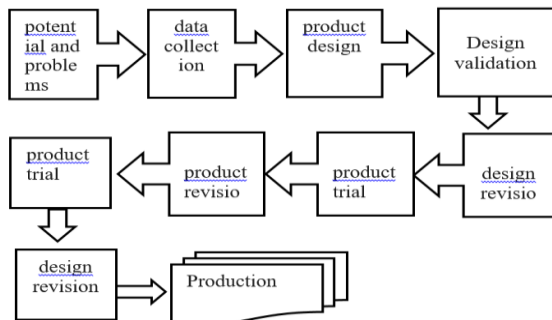 potent
ial and
proble
ms
data
collect
ion
product
design
Design
validation
design
revisio
product
trial
product
revisio
product
trial
design
revision
Production